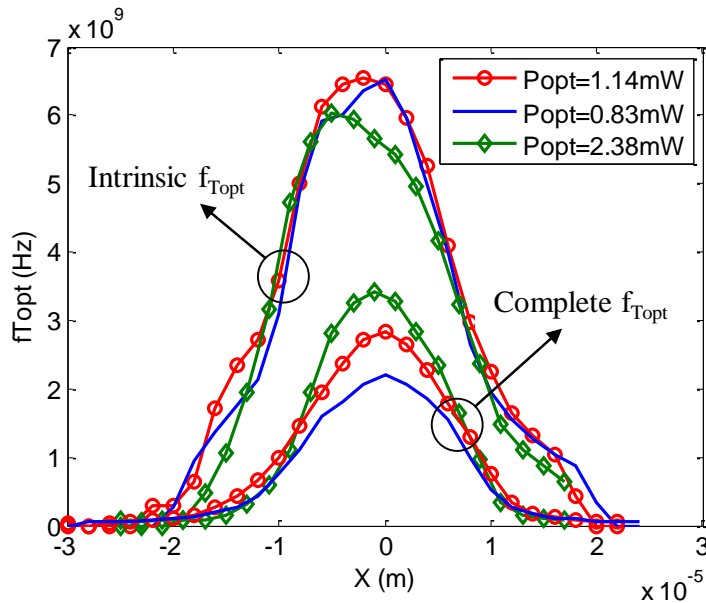 x 10^9
7
6
5
4
3
2
1
0
fTopt (Hz)
Popt=1.14mW
Popt=0.83mW
Popt=2.38mW
Intrinsic f_Topt
Complete f_Topt
-3 -2 -1 0 1 2 3
X (m)
x 10^-5